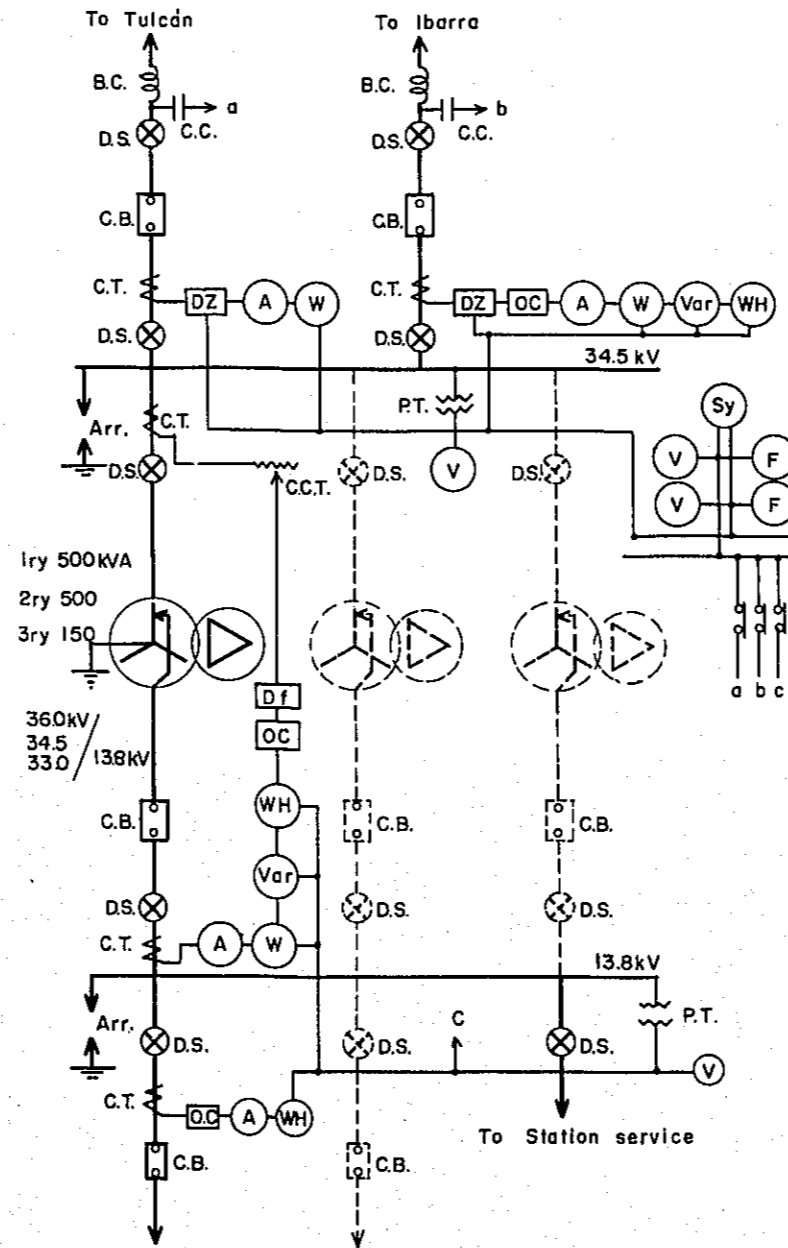 To Tulcán To Ibarra
B.C. B.C.
a b
C.C. C.C.
D.S. D.S.
C.B. C.B.
C.T. DZ A W C.T. DZ OC A W Var WH
D.S. D.S.
34.5 kV
C.T. P.T. Sy
Arr.
D.S. C.C.T. D.S. V D.S. V F
V F
1ry 500 kVA
2ry 500
3ry 150
a b c
Df
36.0kV
34.5 / 13.8kV
33.0
OC
C.B. WH C.B. C.B.
Var
D.S. D.S. D.S.
C.T. A W
13.8kV
Arr. C P.T.
D.S. D.S. D.S.
V
C.T. O.C A WH
To Station service
C.B. C.B.